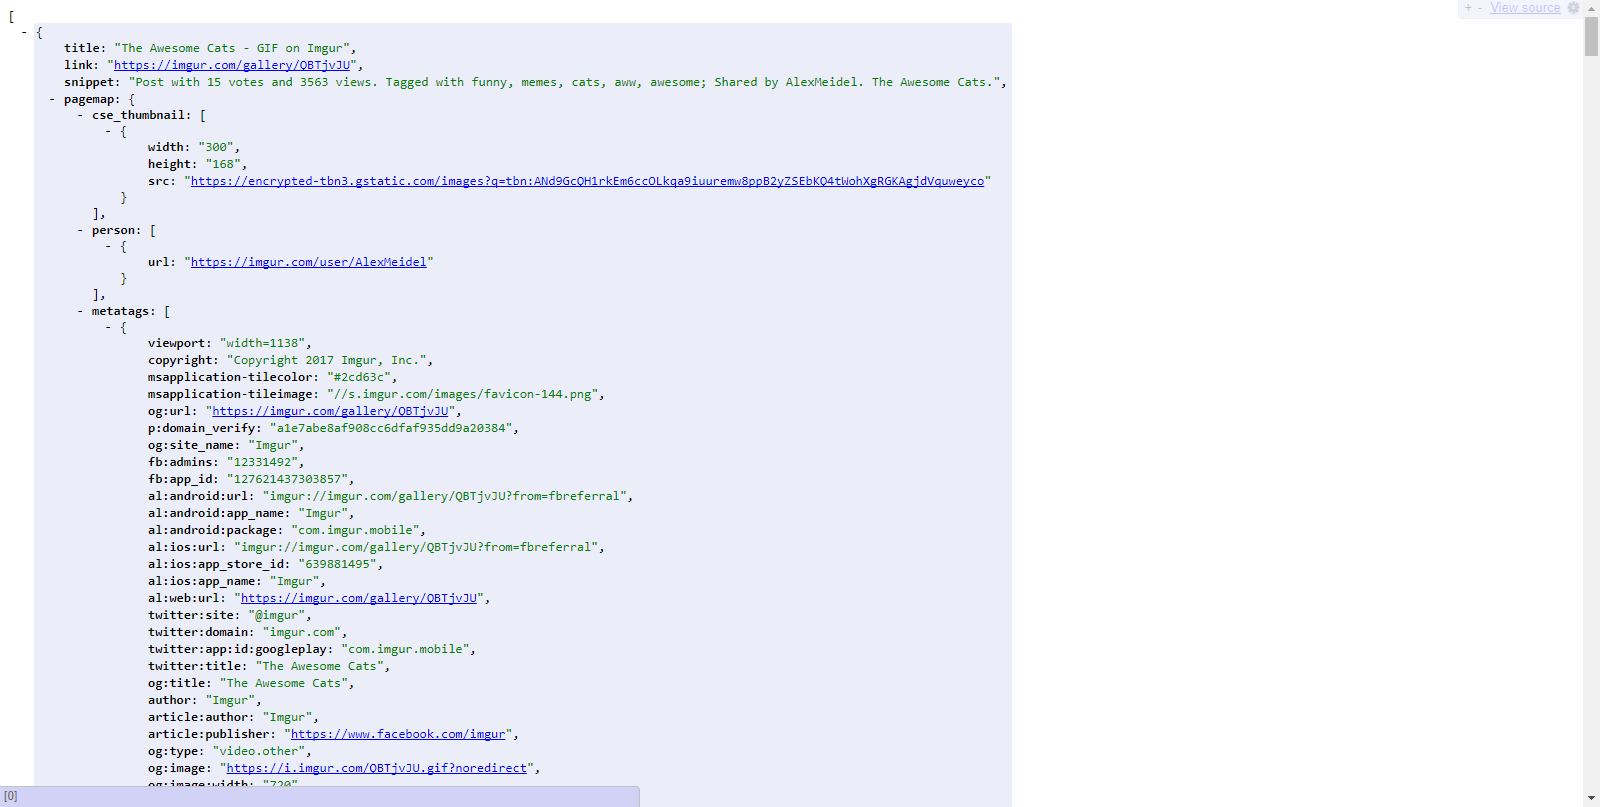 [
+ - View source
- {
title: "The Awesome Cats - GIF on Imgur",
link: "https://imgur.com/gallery/QBTjvJU",
snippet: "Post with 15 votes and 3563 views. Tagged with funny, memes, cats, aww, awesome; Shared by AlexMeidel. The Awesome Cats.",
- pagemap: {
- cse_thumbnail: [
- {
width: "300",
height: "168",
src: "https://encrypted-tbn3.gstatic.com/images?q=tbn:ANd9GcQH1rkEm6ccOLkqa9iuuremw8ppB2yZSEbKQ4tWohXgRGKAgjdVquweyco"
}
],
- person: [
- {
url: "https://imgur.com/user/AlexMeidel"
}
],
- metatags: [
- {
viewport: "width=1138",
copyright: "Copyright 2017 Imgur, Inc.",
msapplication-tilecolor: "#2cd63c",
msapplication-tileimage: "//s.imgur.com/images/favicon-144.png",
og:url: "https://imgur.com/gallery/QBTjvJU",
p:domain_verify: "a1e7abe8af908cc6dfaf935dd9a20384",
og:site_name: "Imgur",
fb:admins: "12331492",
fb:app_id: "127621437303857",
al:android:url: "imgur://imgur.com/gallery/QBTjvJU?from=fbreferral",
al:android:app_name: "Imgur",
al:android:package: "com.imgur.mobile",
al:ios:url: "imgur://imgur.com/gallery/QBTjvJU?from=fbreferral",
al:ios:app_store_id: "639881495",
al:ios:app_name: "Imgur",
al:web:url: "https://imgur.com/gallery/QBTjvJU",
twitter:site: "@imgur",
twitter:domain: "imgur.com",
twitter:app:id:googleplay: "com.imgur.mobile",
twitter:title: "The Awesome Cats",
og:title: "The Awesome Cats",
author: "Imgur",
article:author: "Imgur",
article:publisher: "https://www.facebook.com/imgur",
og:type: "video.other",
og:image: "https://i.imgur.com/QBTjvJU.gif?noredirect",
og:image:width: "720"
[0]